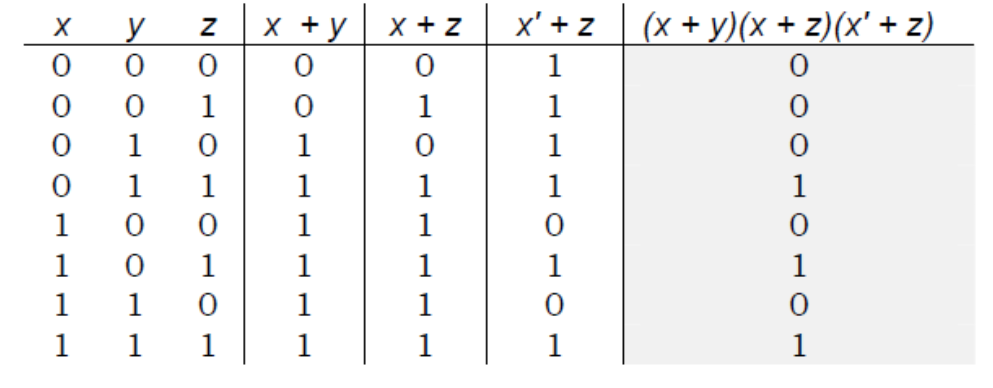 x y z x + y x + z x' + z (x + y)(x + z)(x' + z)
0 0 0 0 0 1 0
0 0 1 0 1 1 0
0 1 0 1 0 1 0
0 1 1 1 1 1 1
1 0 0 1 1 0 0
1 0 1 1 1 1 1
1 1 0 1 1 0 0
1 1 1 1 1 1 1